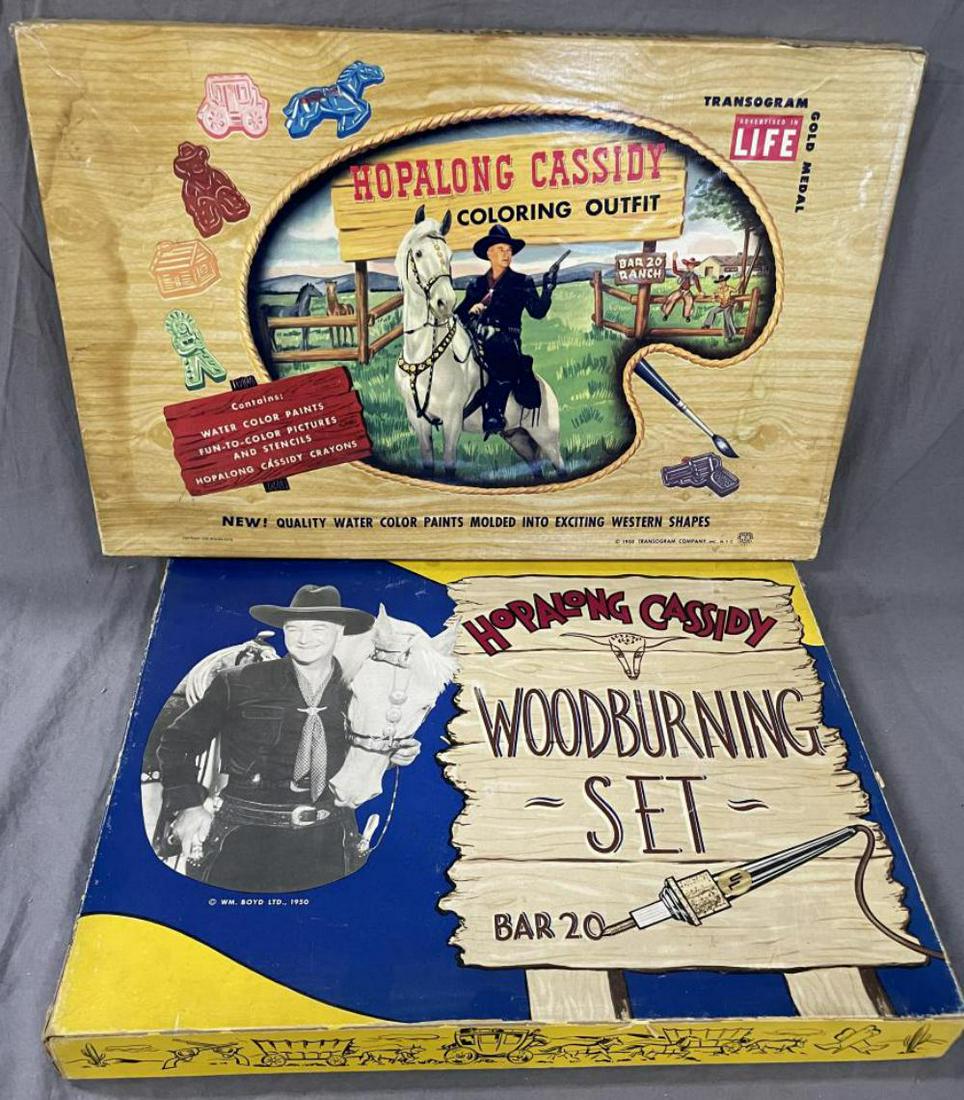 TRANSOGRAM
GOLD MEDAL
ADVERTISED IN
LIFE
HOPALONG CASSIDY
COLORING OUTFIT
BAR 20
RANCH
Contains:
WATER COLOR PAINTS
FUN-TO-COLOR PICTURES
AND STENCILS
HOPALONG CASSIDY CRAYONS
NEW! QUALITY WATER COLOR PAINTS MOLDED INTO EXCITING WESTERN SHAPES
© 1950 TRANSOGRAM COMPANY, INC. N.Y.C.
HOPALONG CASSIDY
WOODBURNING
~ SET ~
BAR 20
© WM. BOYD LTD., 1950